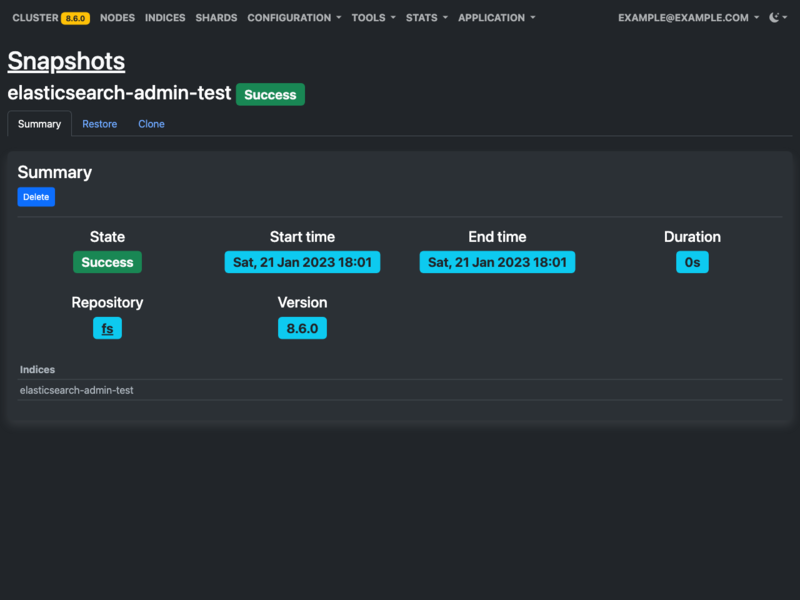 CLUSTER 8.6.0 NODES INDICES SHARDS CONFIGURATION TOOLS STATS APPLICATION EXAMPLE@EXAMPLE.COM
Snapshots
elasticsearch-admin-test Success
Summary Restore Clone
Summary
Delete
State Start time End time Duration
Success Sat, 21 Jan 2023 18:01 Sat, 21 Jan 2023 18:01 0s
Repository Version
fs 8.6.0
Indices
elasticsearch-admin-test